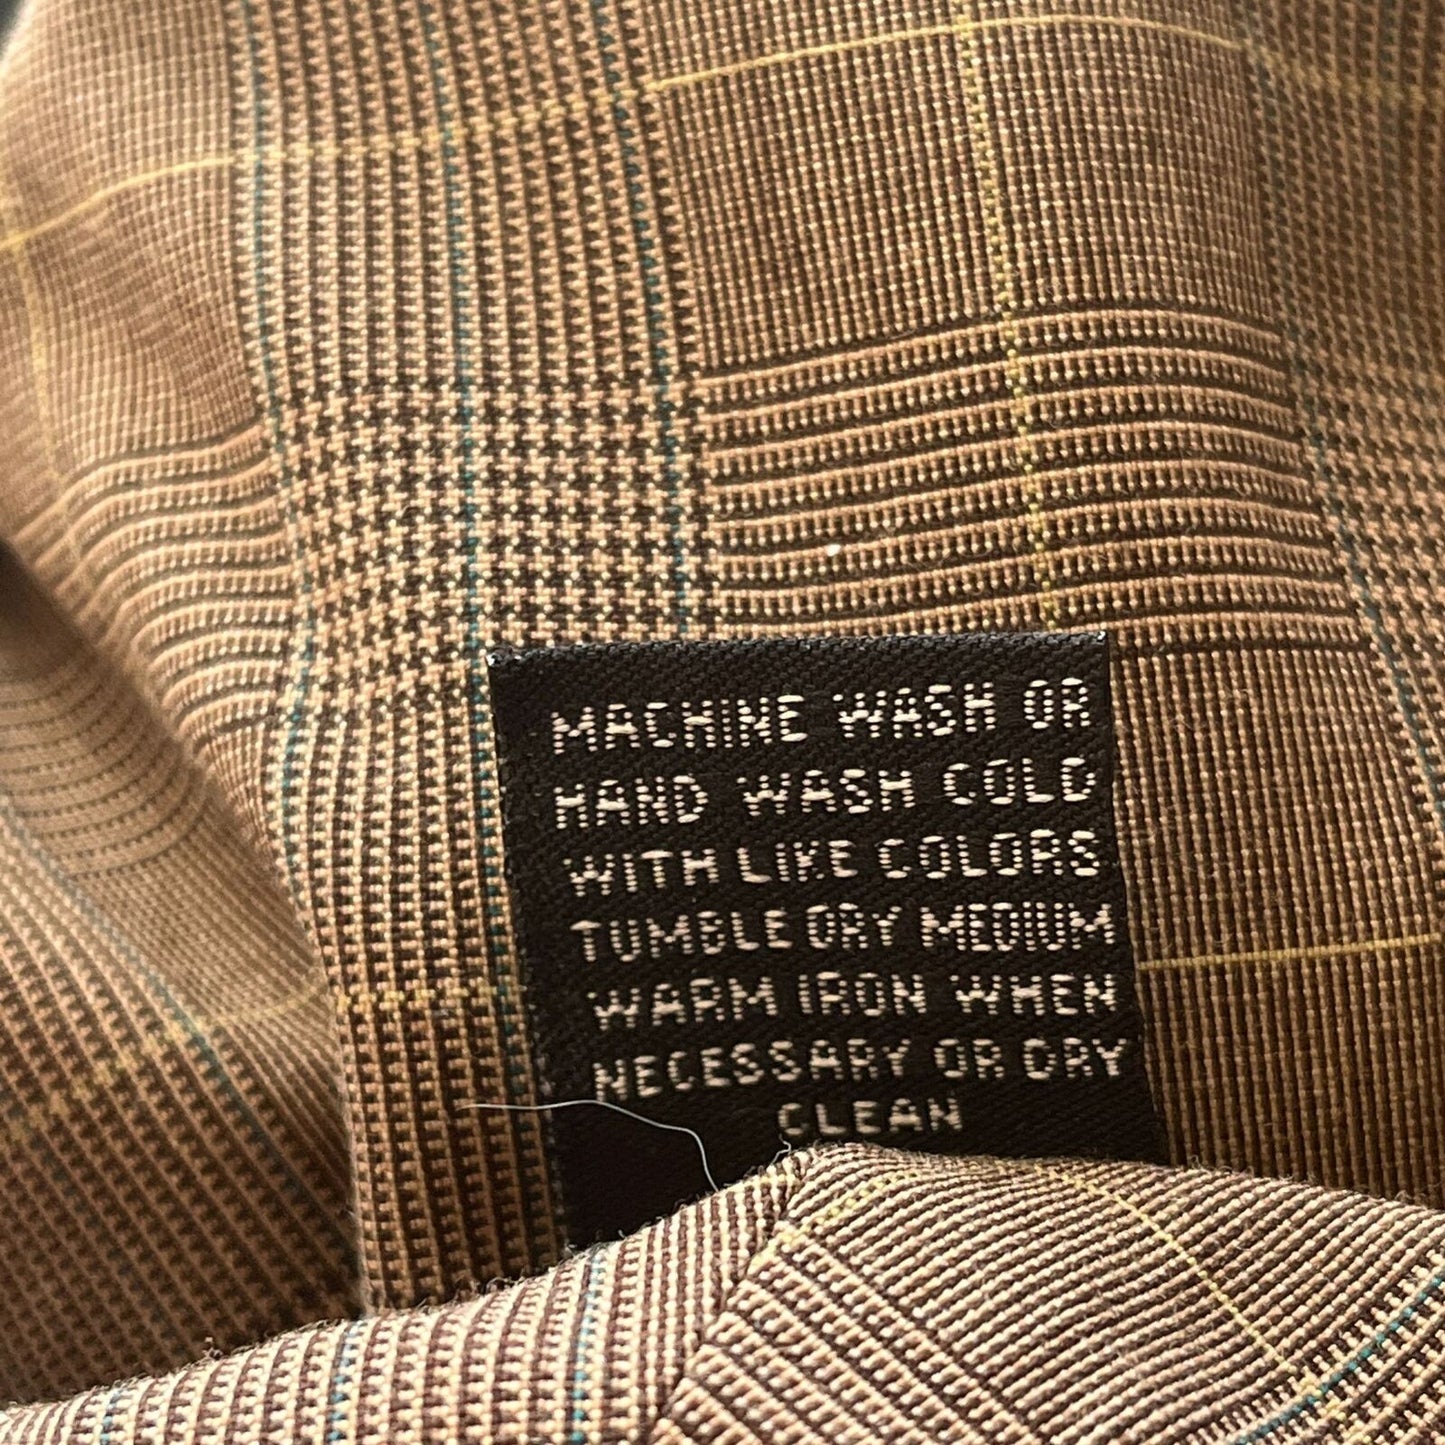 MACHINE WASH OR
HAND WASH COLD
WITH LIKE COLORS
TUMBLE DRY MEDIUM
WARM IRON WHEN
NECESSARY OR DRY
CLEAN